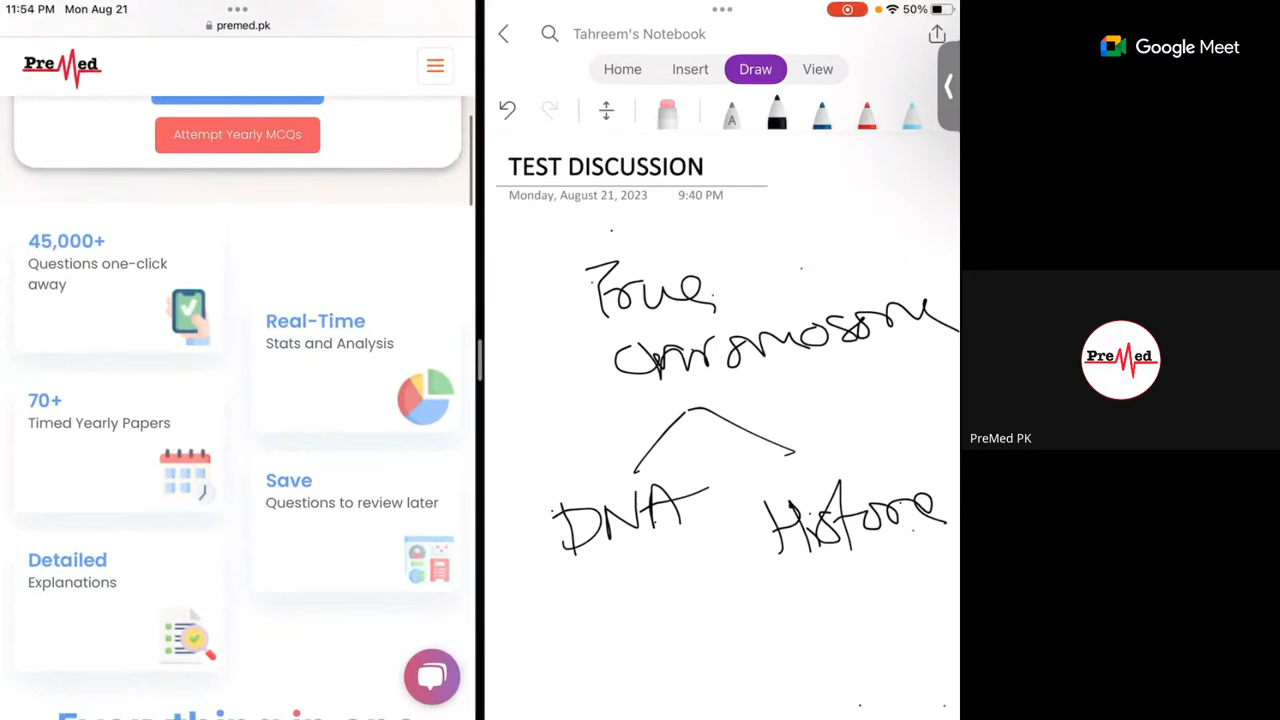 11:54 PM Mon Aug 21
premed.pk
PreMed
Attempt Yearly MCQs
45,000+
Questions one-click
away
Real-Time
Stats and Analysis
70+
Timed Yearly Papers
Save
Questions to review later
Detailed
Explanations
50%
Tahreem's Notebook
Home Insert Draw View
A
TEST DISCUSSION
Monday, August 21, 2023 9:40 PM
True
chromosome
DNA Histone
Google Meet
PreMed
PreMed PK